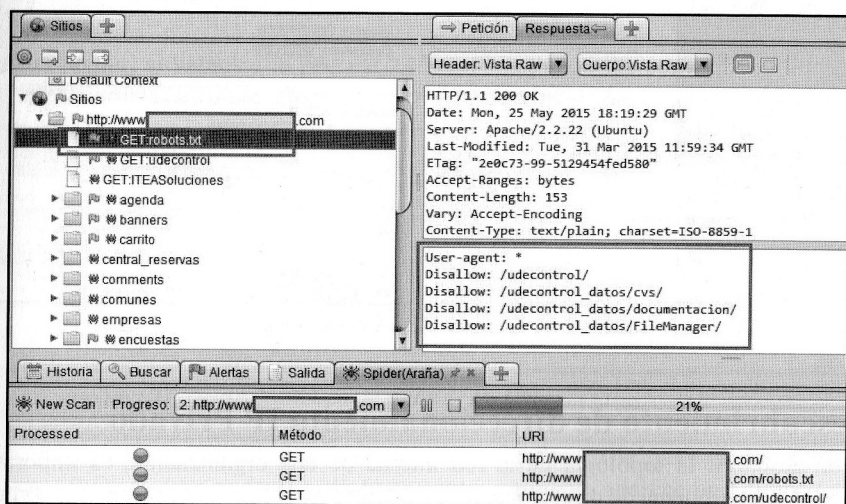 Sitios
Petición Respuesta
Header: Vista Raw Cuerpo:Vista Raw
Default Context
Sitios
http://www .com
GET:robots.txt
GET:udecontrol
GET:ITEASoluciones
agenda
banners
carrito
central_reservas
comments
comunes
empresas
encuestas
HTTP/1.1 200 OK
Date: Mon, 25 May 2015 18:19:29 GMT
Server: Apache/2.2.22 (Ubuntu)
Last-Modified: Tue, 31 Mar 2015 11:59:34 GMT
ETag: "2e0c73-99-5129454fed580"
Accept-Ranges: bytes
Content-Length: 153
Vary: Accept-Encoding
Content-Type: text/plain; charset=ISO-8859-1
User-agent: *
Disallow: /udecontrol/
Disallow: /udecontrol_datos/cvs/
Disallow: /udecontrol_datos/documentacion/
Disallow: /udecontrol_datos/FileManager/
Historia Buscar Alertas Salida Spider(Araña)
New Scan Progreso: 2: http://www .com 21%
Processed Método URI
GET http://www .com/
GET http://www .com/robots.txt
GET http://www .com/udecontrol/